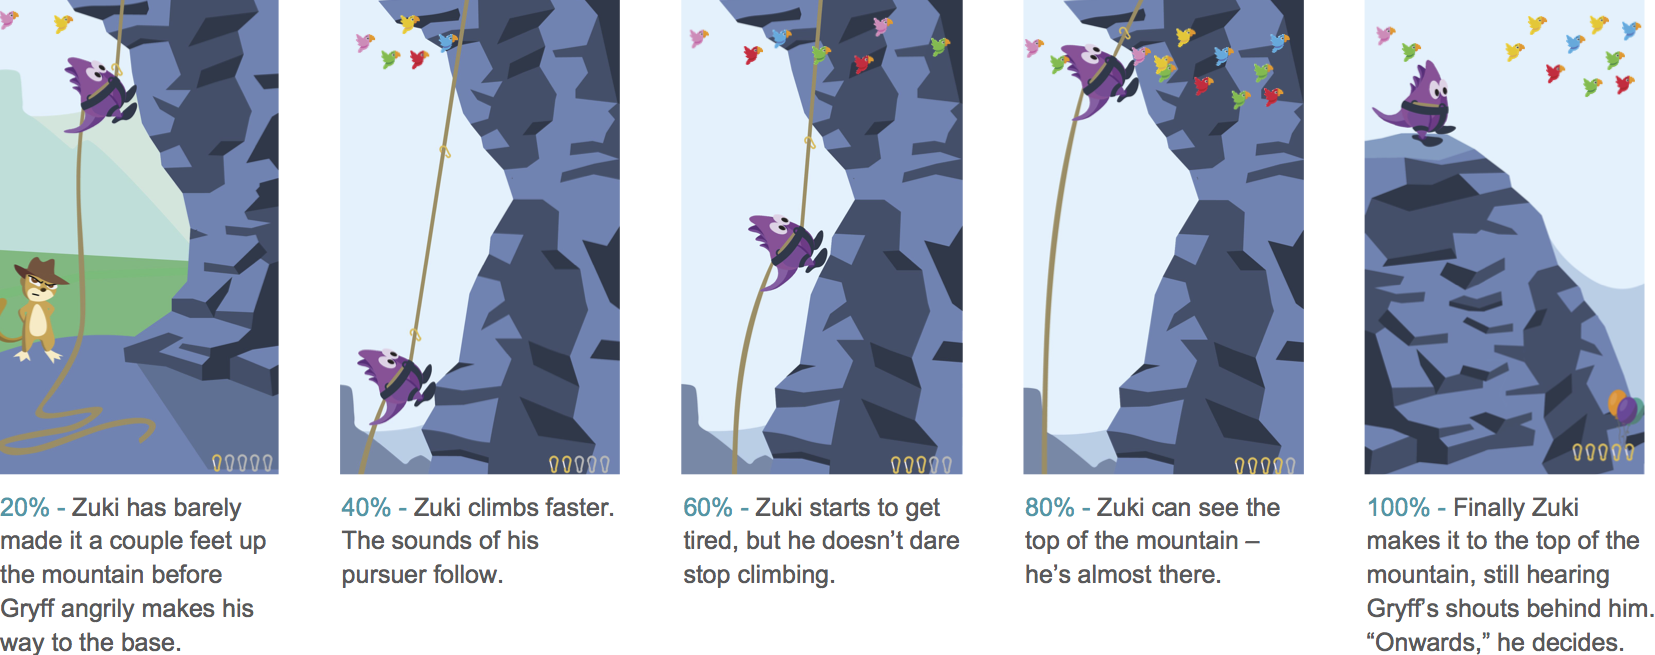 20% - Zuki has barely
made it a couple feet up
the mountain before
Gryff angrily makes his
way to the base.
40% - Zuki climbs faster.
The sounds of his
pursuer follow.
60% - Zuki starts to get
tired, but he doesn’t dare
stop climbing.
80% - Zuki can see the
top of the mountain –
he’s almost there.
100% - Finally Zuki
makes it to the top of the
mountain, still hearing
Gryff’s shouts behind him.
“Onwards,” he decides.